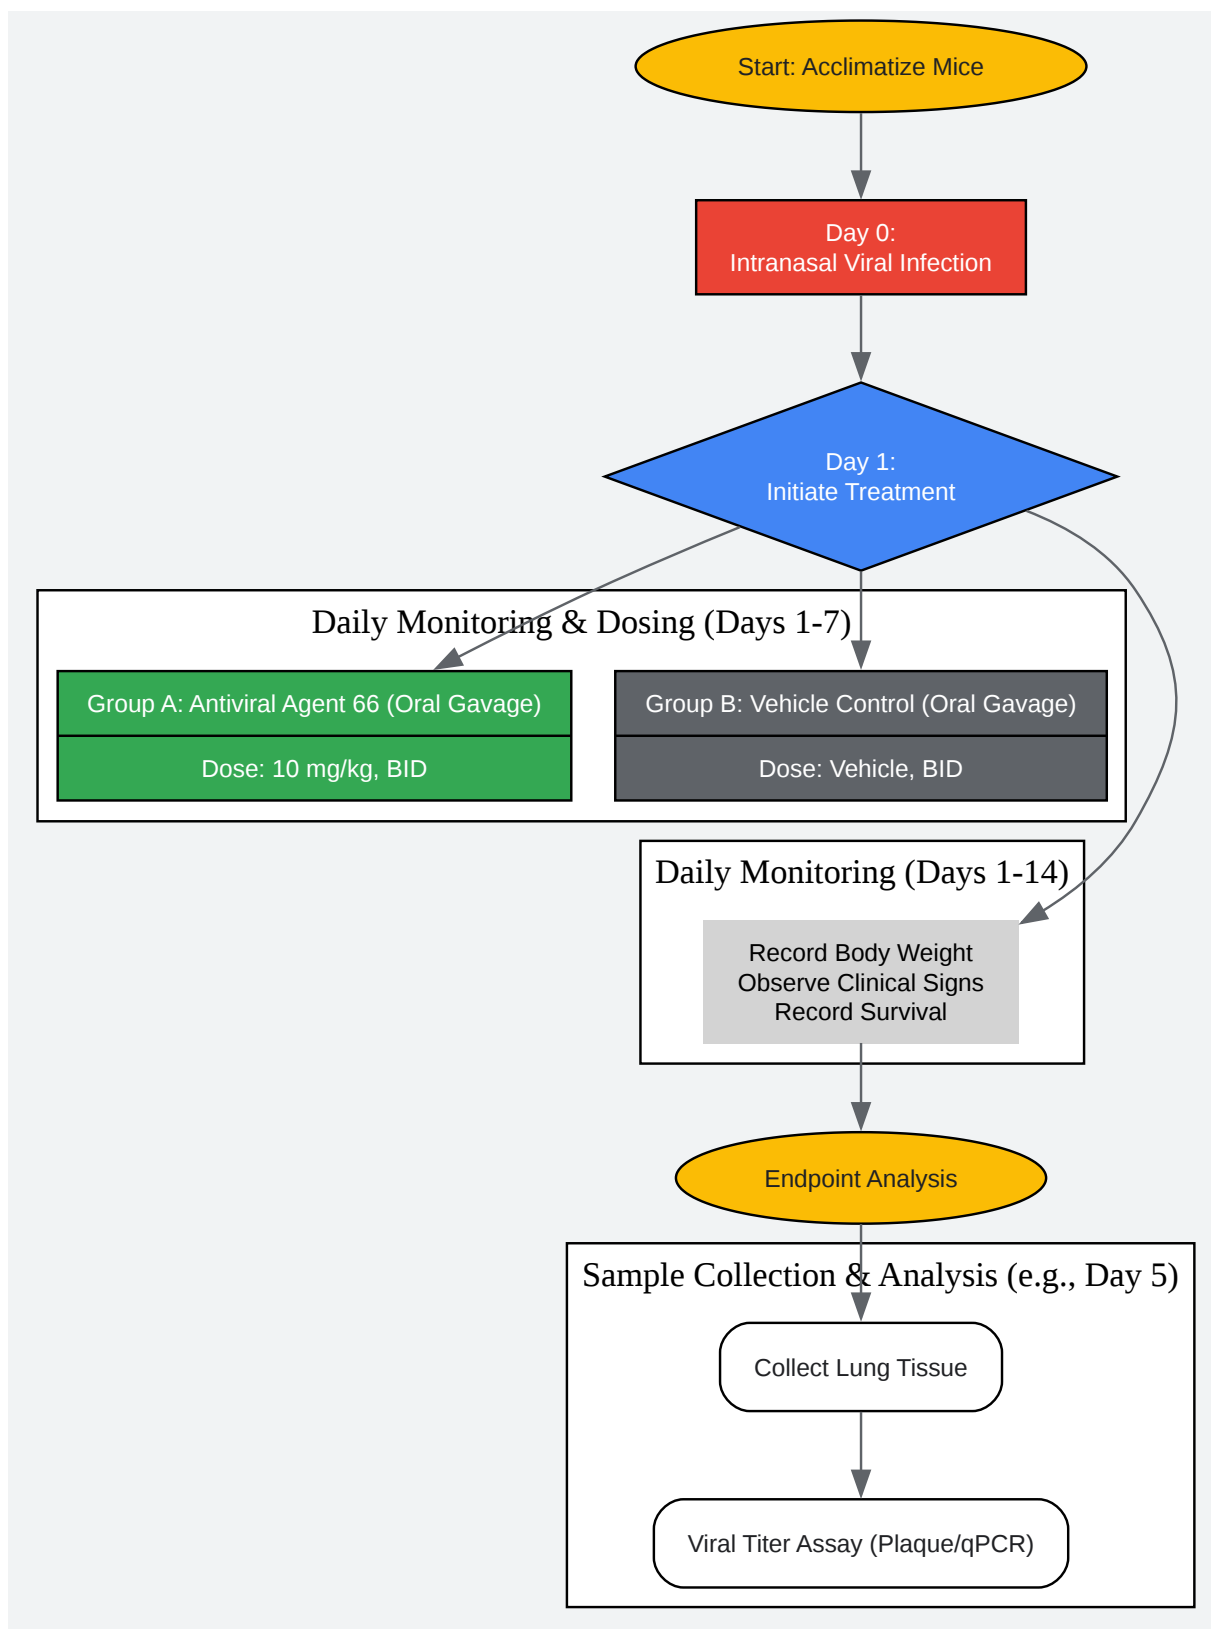 Start: Acclimatize Mice
Day 0:
Intranasal Viral Infection
Day 1:
Initiate Treatment
Daily Monitoring & Dosing (Days 1-7)
Group A: Antiviral Agent 66 (Oral Gavage)
Dose: 10 mg/kg, BID
Group B: Vehicle Control (Oral Gavage)
Dose: Vehicle, BID
Daily Monitoring (Days 1-14)
Record Body Weight
Observe Clinical Signs
Record Survival
Endpoint Analysis
Sample Collection & Analysis (e.g., Day 5)
Collect Lung Tissue
Viral Titer Assay (Plaque/qPCR)